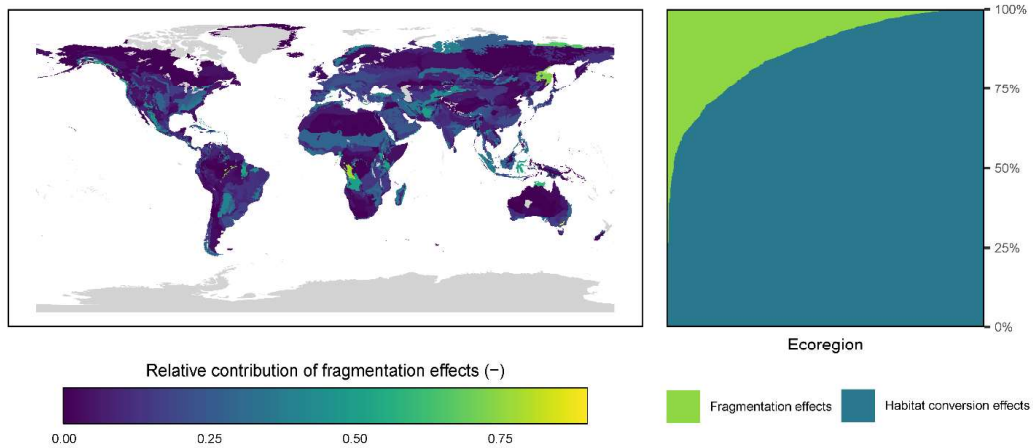 100%
75%
50%
25%
0%
Ecoregion
Relative contribution of fragmentation effects (−)
0.00 0.25 0.50 0.75
Fragmentation effects
Habitat conversion effects